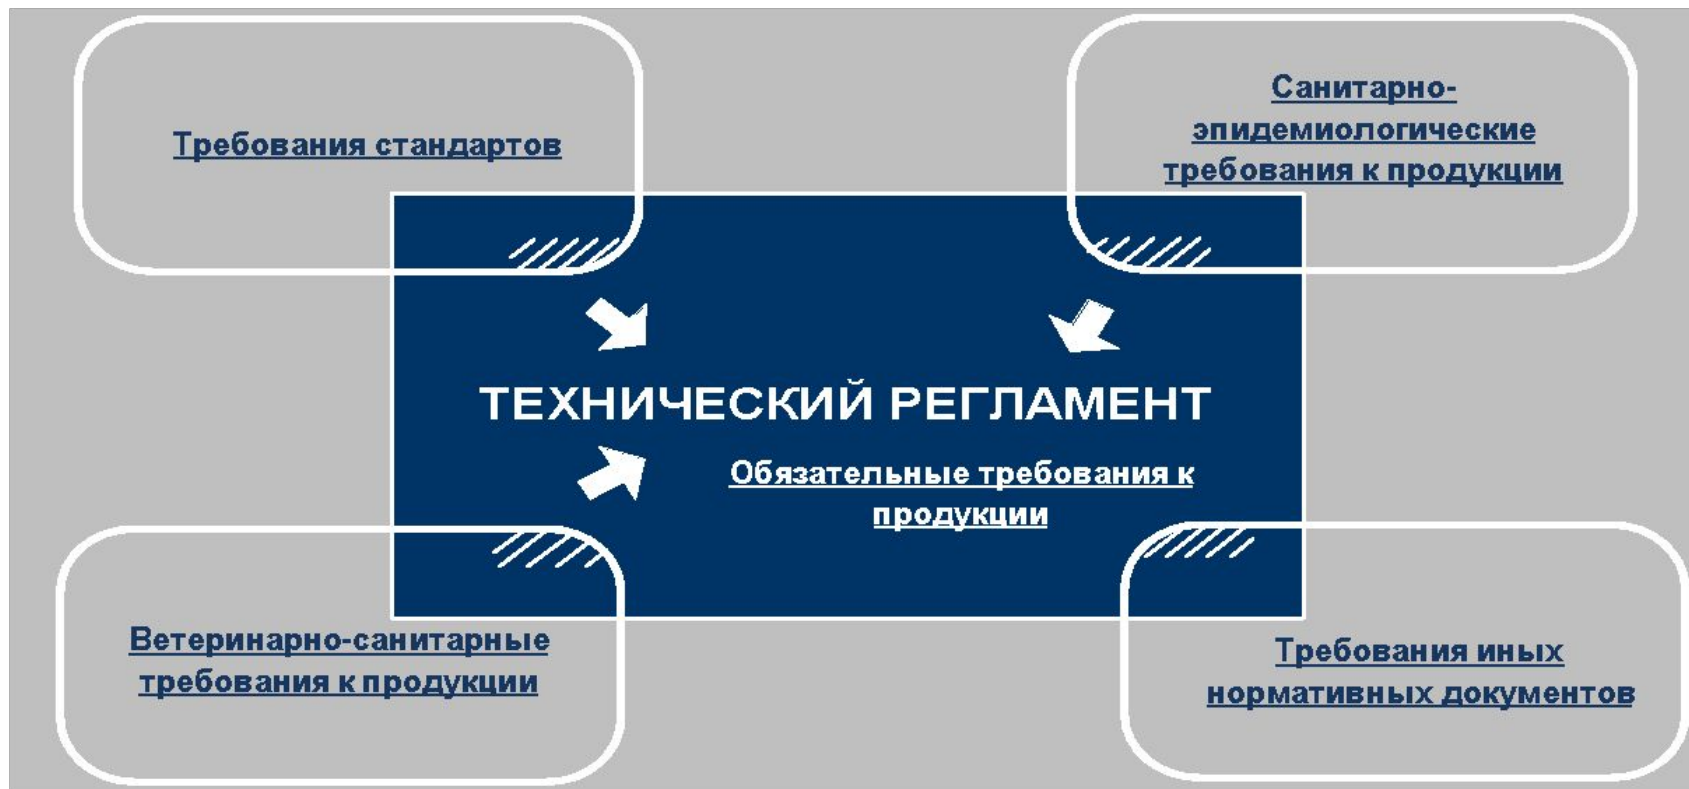 Требования стандартов
Санитарно-
эпидемиологические
требования к продукции
ТЕХНИЧЕСКИЙ РЕГЛАМЕНТ
Обязательные требования к
продукции
Ветеринарно-санитарные
требования к продукции
Требования иных
нормативных документов